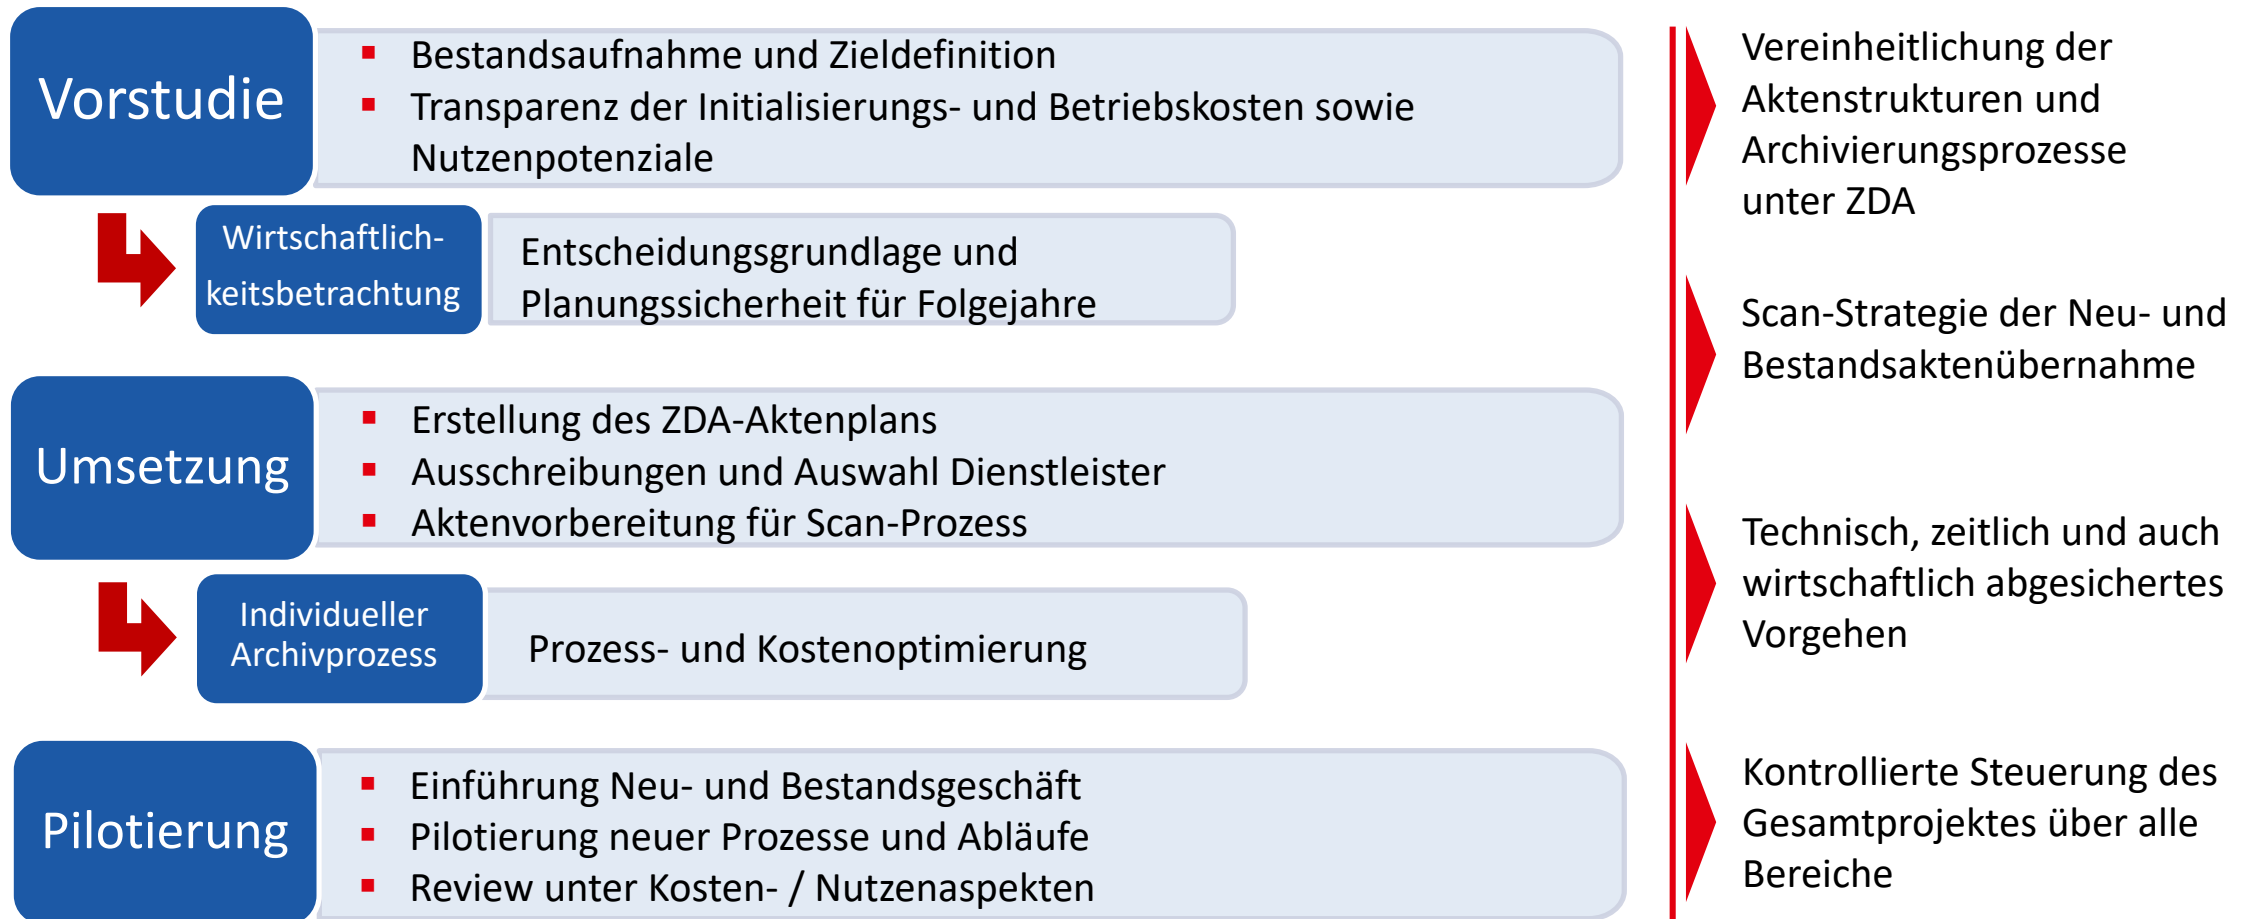 Vorstudie
Bestandsaufnahme und Zieldefinition
Transparenz der Initialisierungs- und Betriebskosten sowie
Nutzenpotenziale
Wirtschaftlich-
keitsbetrachtung
Entscheidungsgrundlage und
Planungssicherheit für Folgejahre
Umsetzung
Erstellung des ZDA-Aktenplans
Ausschreibungen und Auswahl Dienstleister
Aktenvorbereitung für Scan-Prozess
Individueller
Archivprozess
Prozess- und Kostenoptimierung
Pilotierung
Einführung Neu- und Bestandsgeschäft
Pilotierung neuer Prozesse und Abläufe
Review unter Kosten- / Nutzenaspekten
Vereinheitlichung der
Aktenstrukturen und
Archivierungsprozesse
unter ZDA
Scan-Strategie der Neu- und
Bestandsaktenübernahme
Technisch, zeitlich und auch
wirtschaftlich abgesichertes
Vorgehen
Kontrollierte Steuerung des
Gesamtprojektes über alle
Bereiche